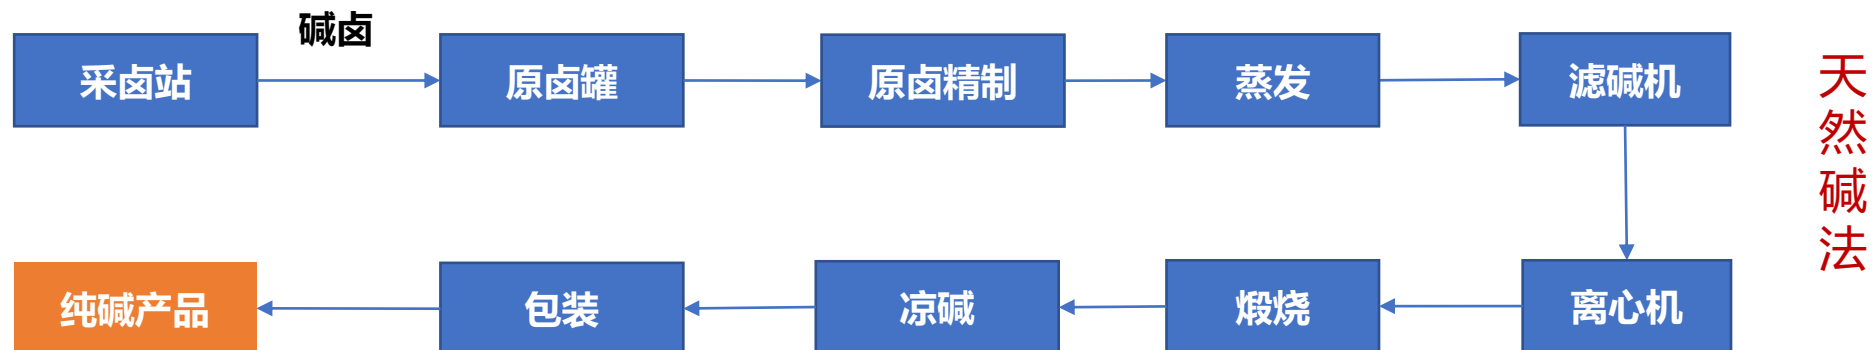 碱卤
采卤站
原卤罐
原卤精制
蒸发
滤碱机
天然碱法
纯碱产品
包装
凉碱
煅烧
离心机